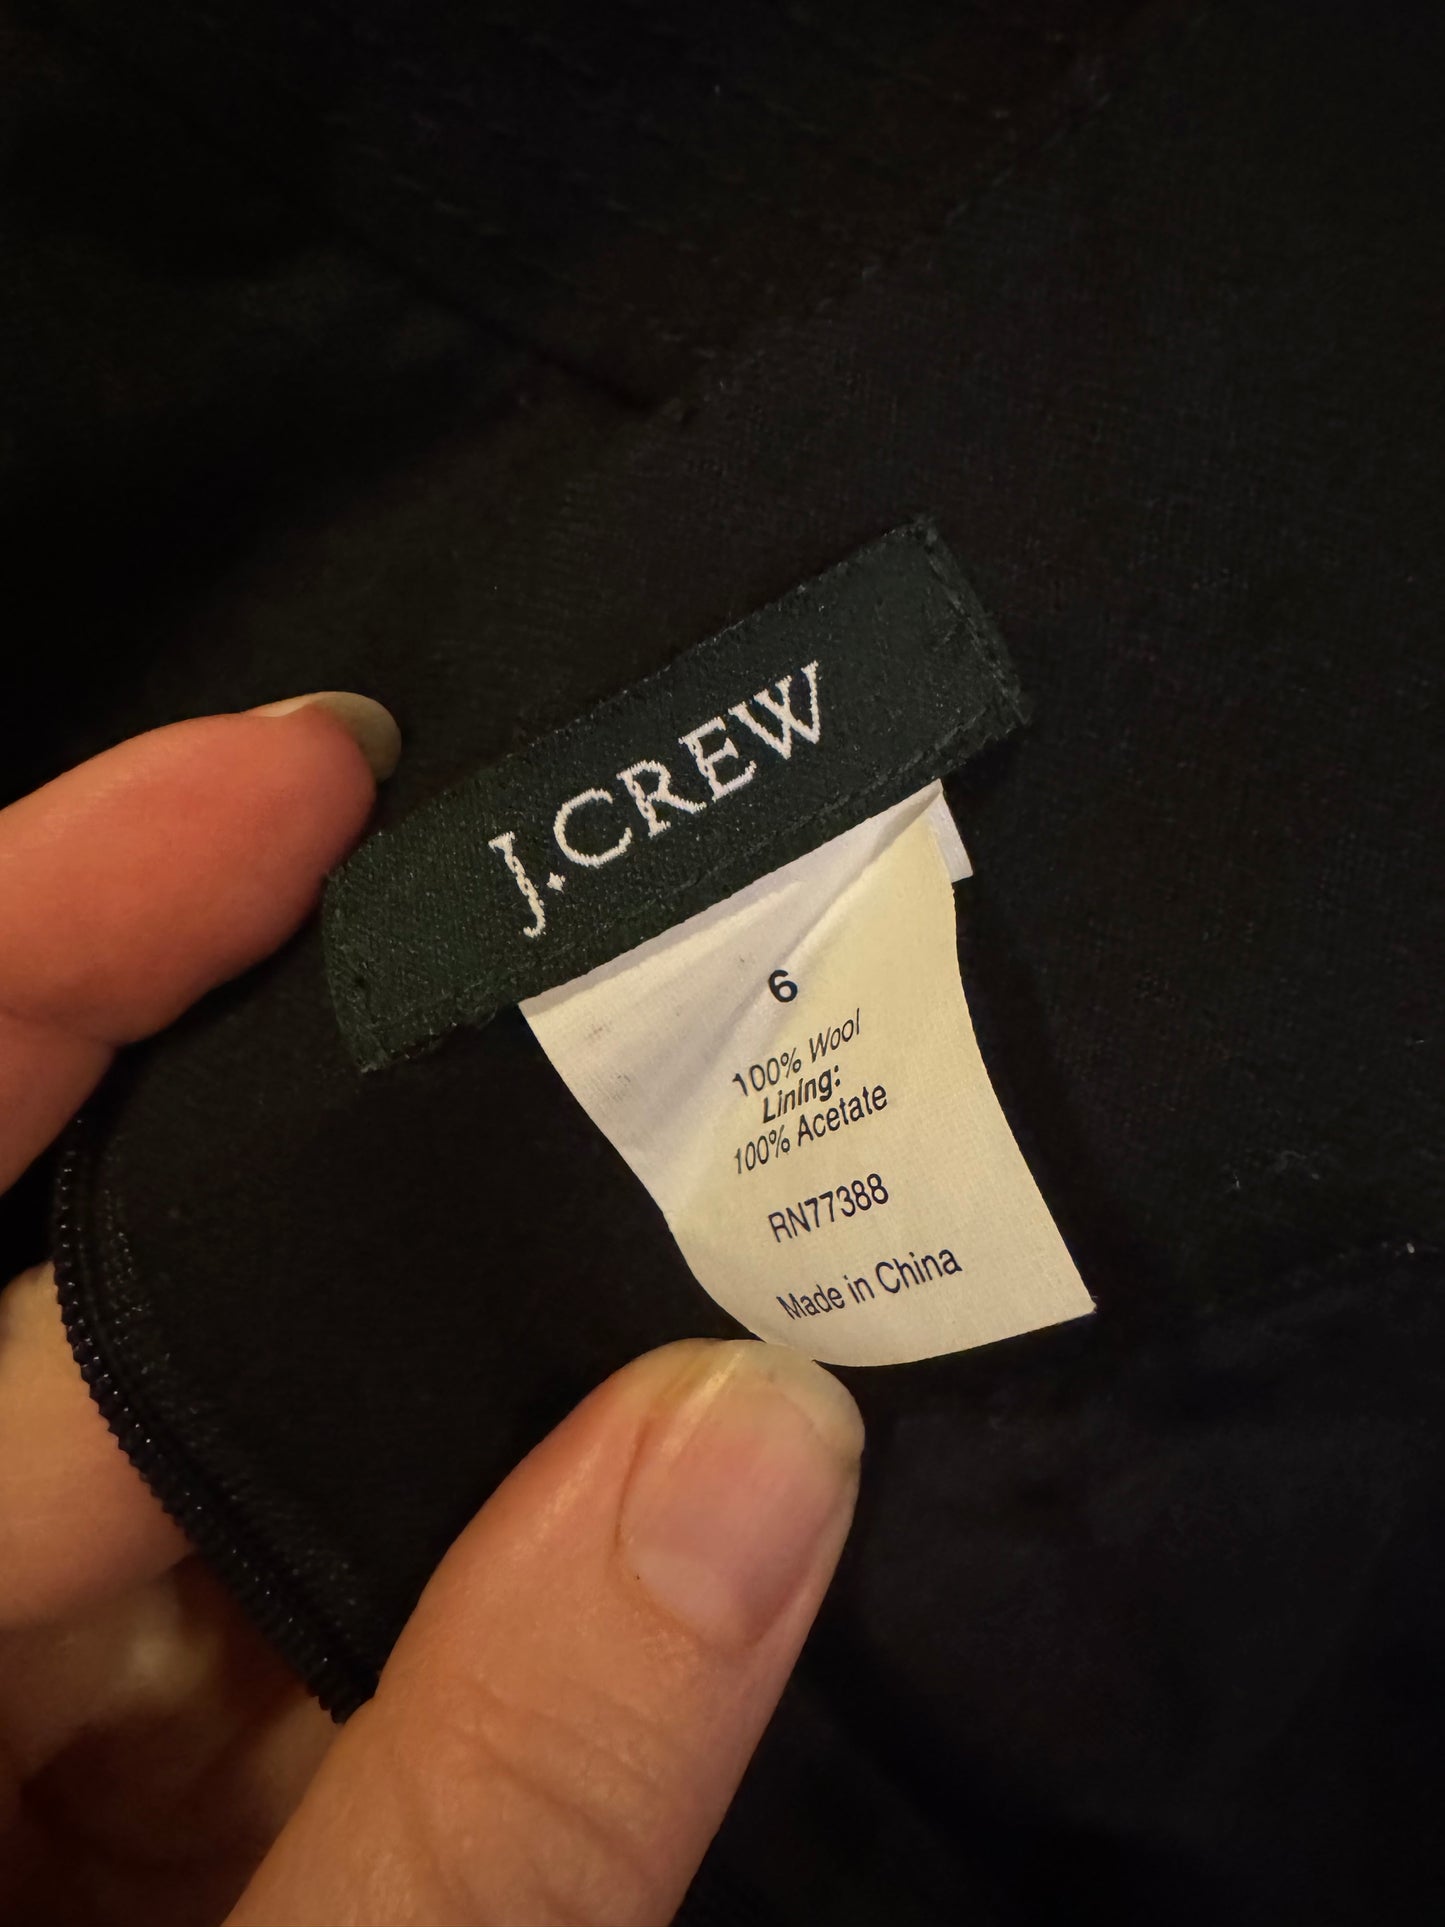 J.CREW
6
100% Wool
Lining:
100% Acetate
RN77388
Made in China